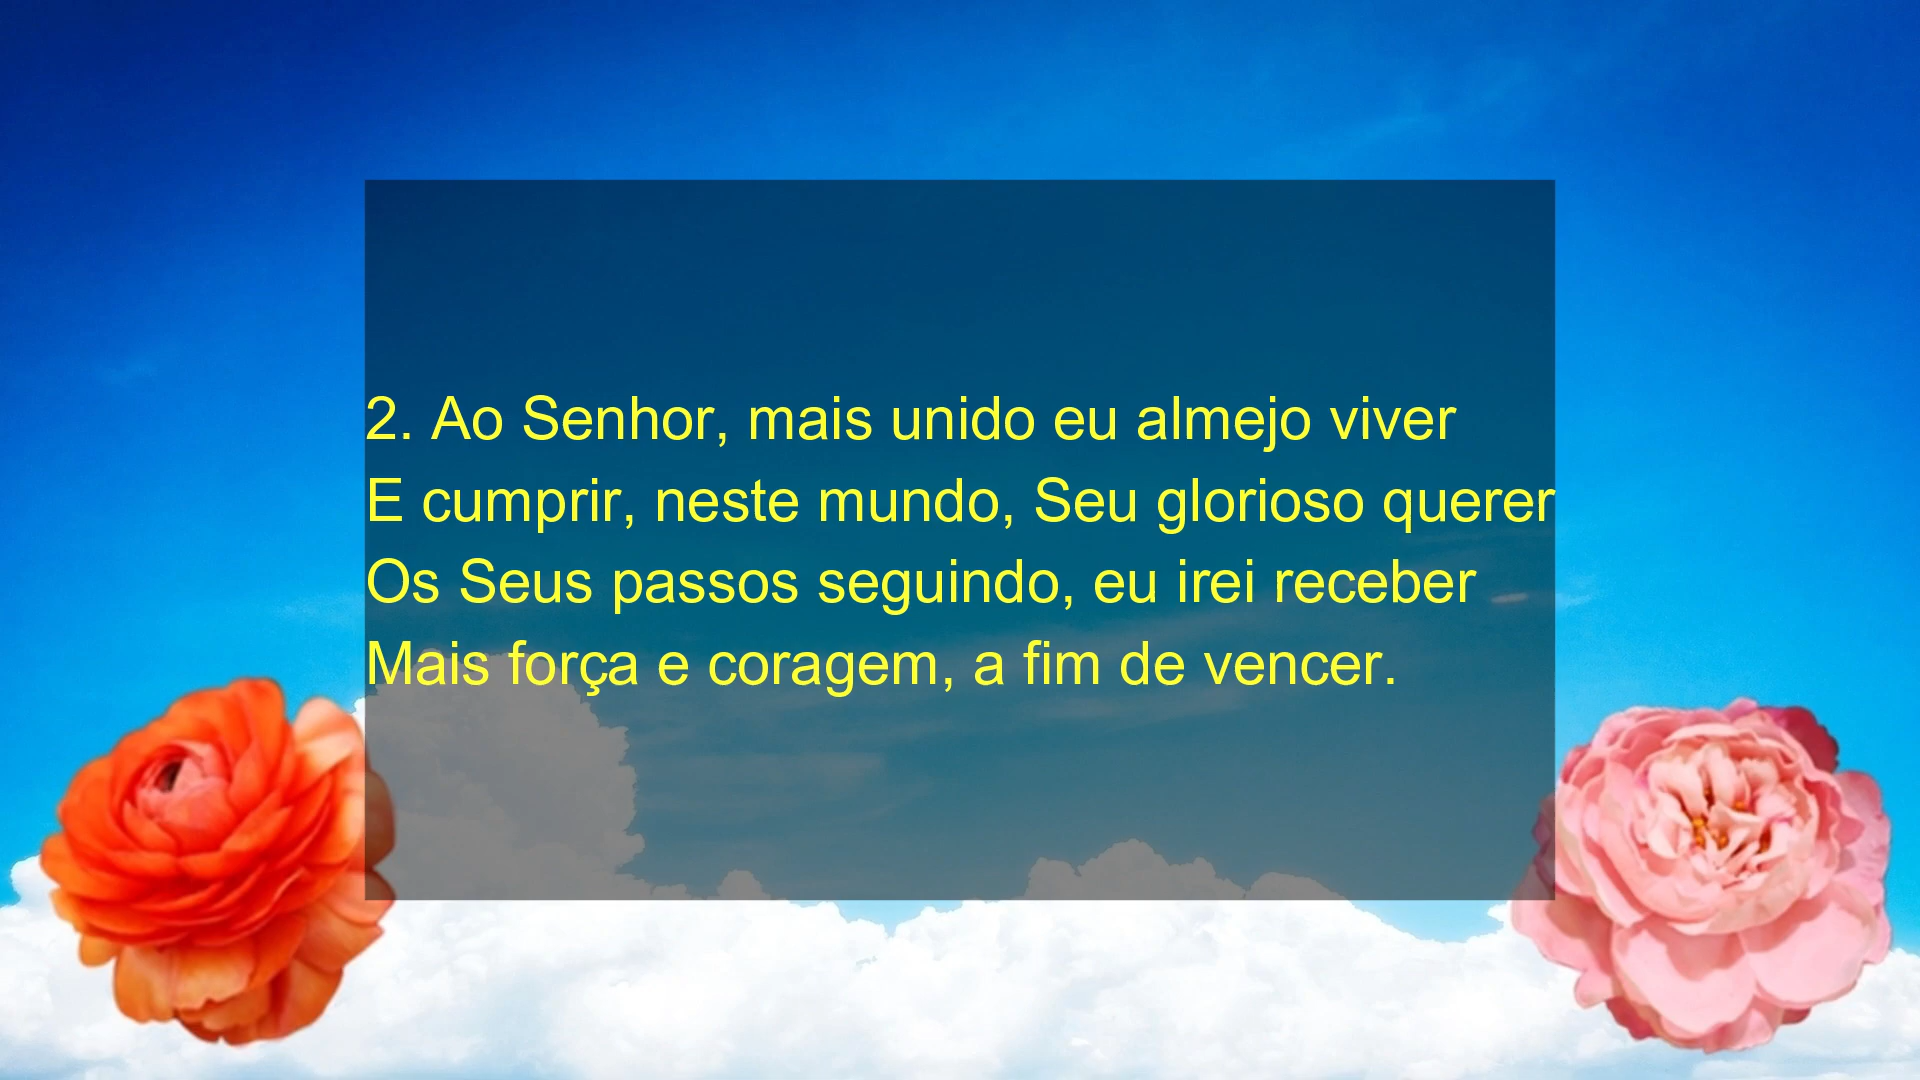 2. Ao Senhor, mais unido eu almejo viver
E cumprir, neste mundo, Seu glorioso querer
Os Seus passos seguindo, eu irei receber
Mais força e coragem, a fim de vencer.